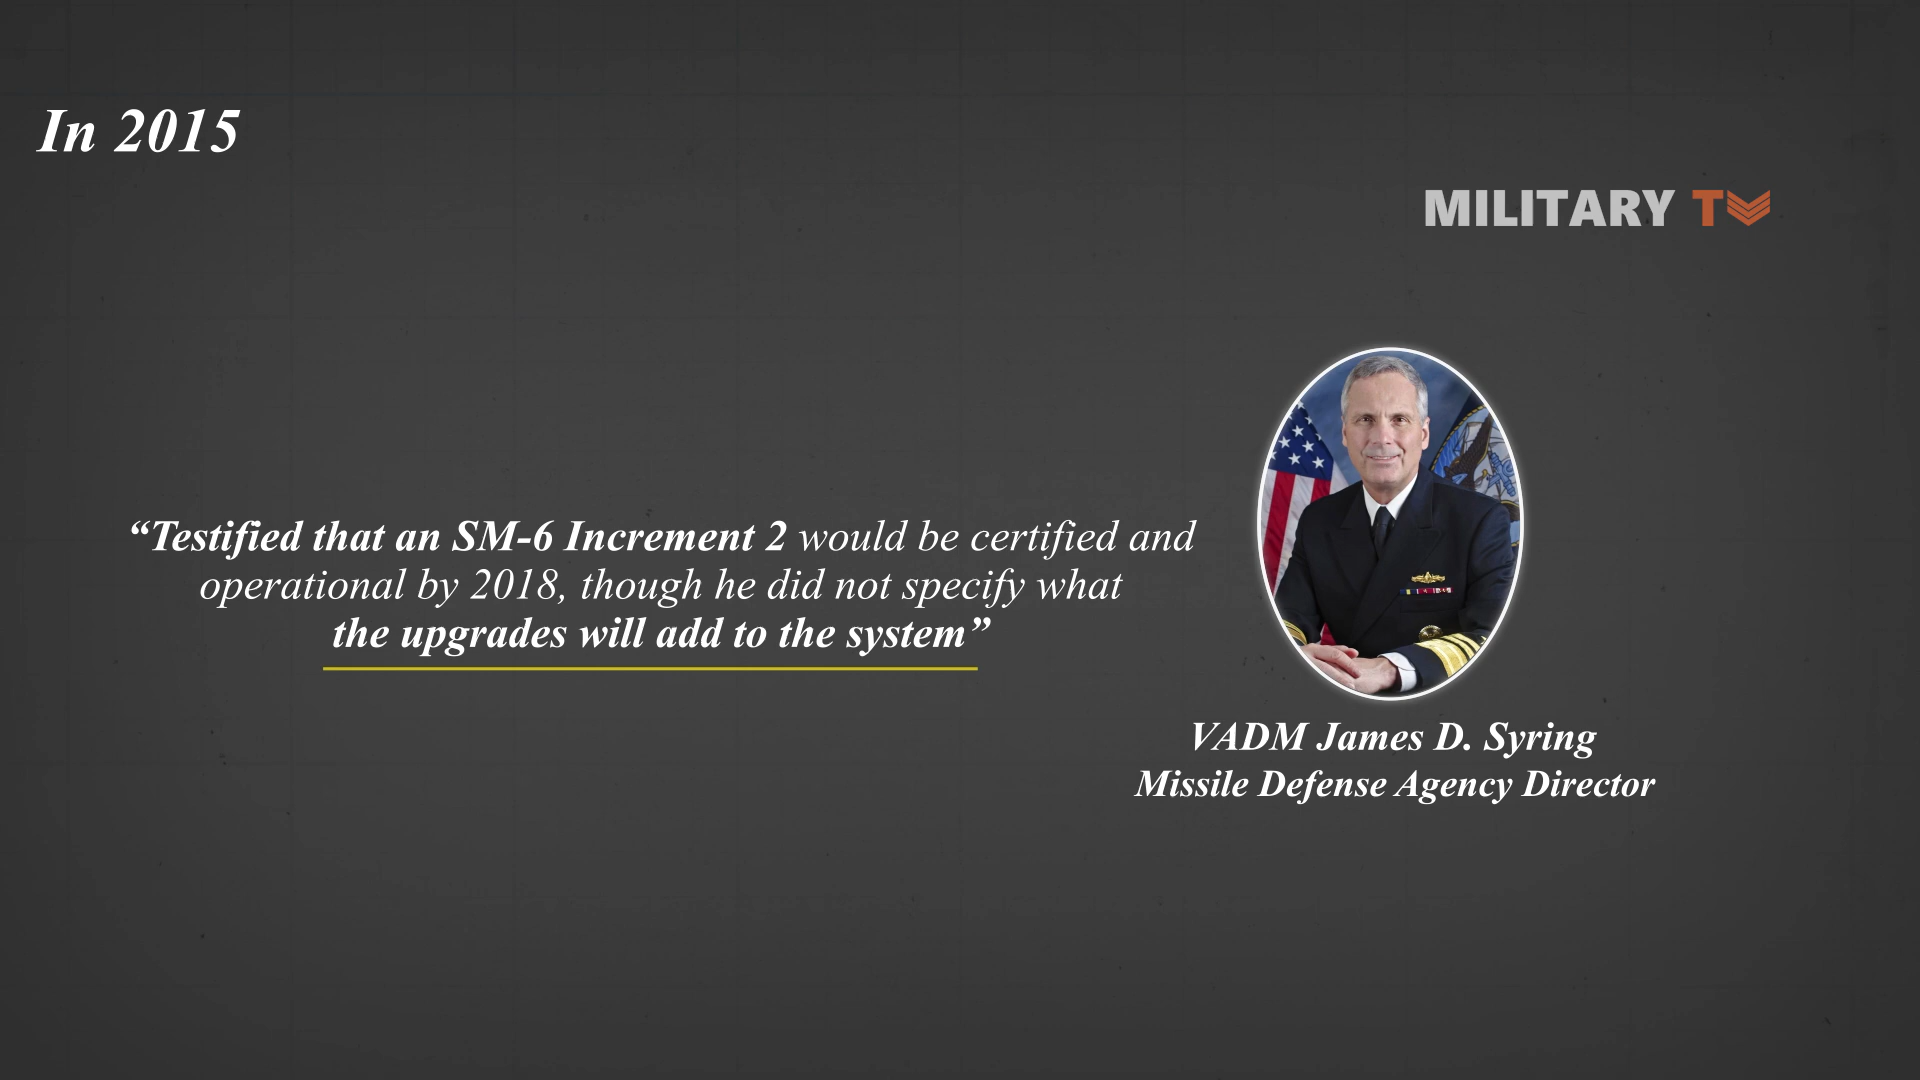 In 2015
MILITARY TV
“Testified that an SM-6 Increment 2 would be certified and
operational by 2018, though he did not specify what
the upgrades will add to the system”
VADM James D. Syring
Missile Defense Agency Director